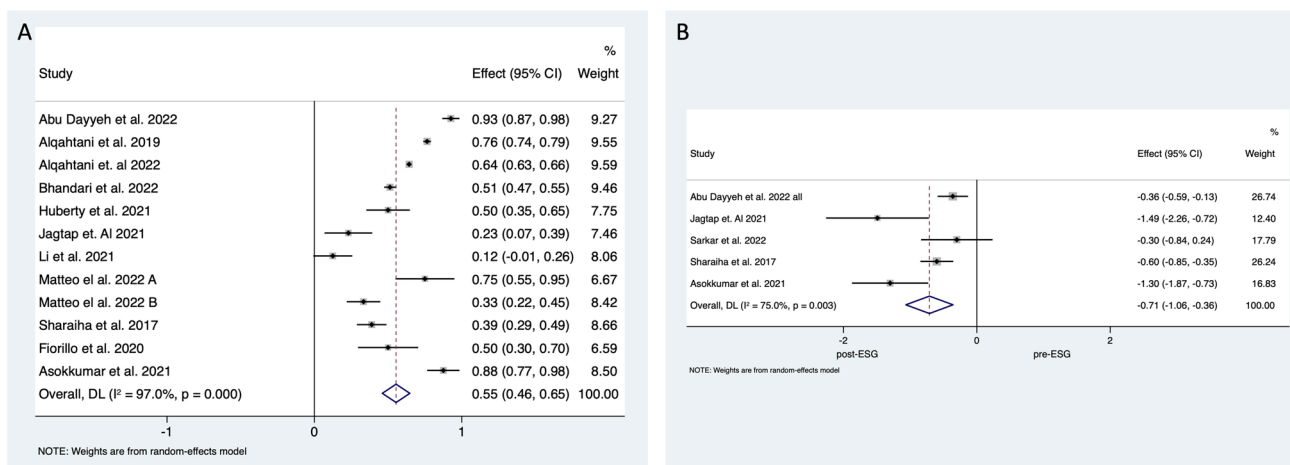 A
%
Study Effect (95% CI) Weight
Abu Dayyeh et al. 2022 0.93 (0.87, 0.98) 9.27
Alqahtani et al. 2019 0.76 (0.74, 0.79) 9.55
Alqahtani et. al 2022 0.64 (0.63, 0.66) 9.59
Bhandari et al. 2022 0.51 (0.47, 0.55) 9.46
Huberty et al. 2021 0.50 (0.35, 0.65) 7.75
Jagtap et. Al 2021 0.23 (0.07, 0.39) 7.46
Li et al. 2021 0.12 (-0.01, 0.26) 8.06
Matteo el al. 2022 A 0.75 (0.55, 0.95) 6.67
Matteo el al. 2022 B 0.33 (0.22, 0.45) 8.42
Sharaiha et al. 2017 0.39 (0.29, 0.49) 8.66
Fiorillo et al. 2020 0.50 (0.30, 0.70) 6.59
Asokkumar et al. 2021 0.88 (0.77, 0.98) 8.50
Overall, DL (I² = 97.0%, p = 0.000) 0.55 (0.46, 0.65) 100.00
-1 0 1
NOTE: Weights are from random-effects model
B
%
Study Effect (95% CI) Weight
Abu Dayyeh et al. 2022 all -0.36 (-0.59, -0.13) 26.74
Jagtap et. Al 2021 -1.49 (-2.26, -0.72) 12.40
Sarkar et al. 2022 -0.30 (-0.84, 0.24) 17.79
Sharaiha et al. 2017 -0.60 (-0.85, -0.35) 26.24
Asokkumar et al. 2021 -1.30 (-1.87, -0.73) 16.83
Overall, DL (I² = 75.0%, p = 0.003) -0.71 (-1.06, -0.36) 100.00
-2 0 2
post-ESG pre-ESG
NOTE: Weights are from random-effects model